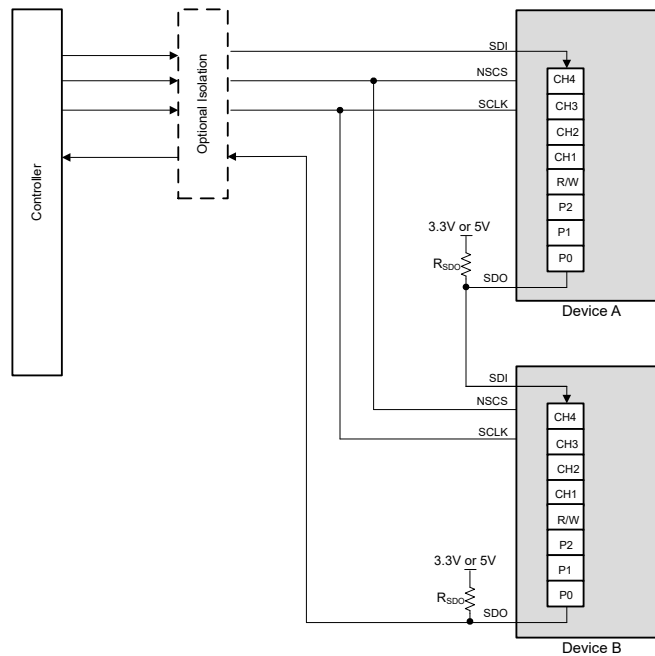 Controller
Optional Isolation
SDI
NSCS
SCLK
CH4
CH3
CH2
CH1
R/W
P2
P1
P0
3.3V or 5V
RSDO
SDO
Device A
SDI
NSCS
SCLK
CH4
CH3
CH2
CH1
R/W
P2
P1
P0
3.3V or 5V
RSDO
SDO
Device B